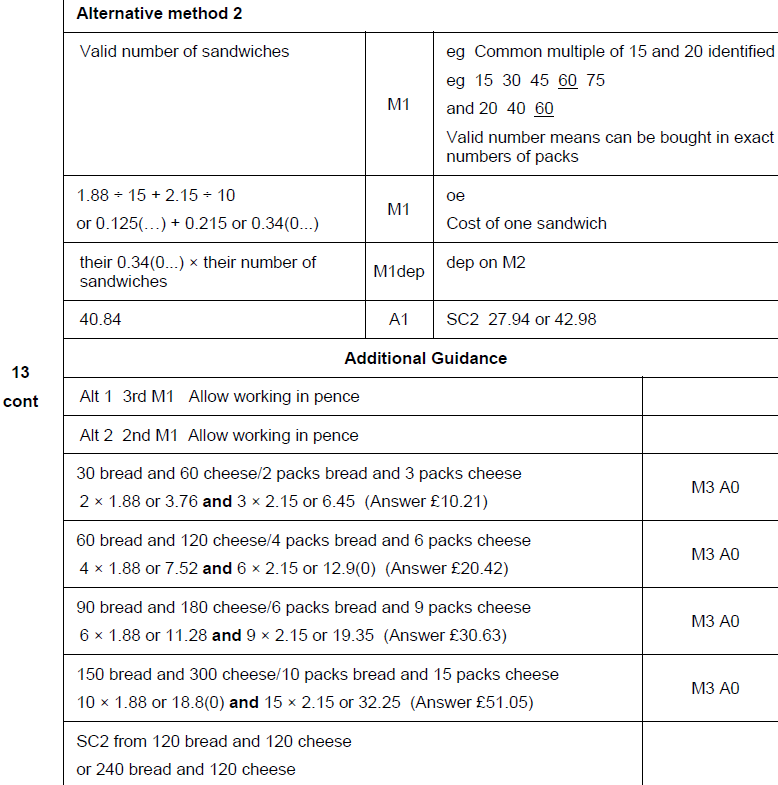 Alternative method 2
Valid number of sandwiches
M1
eg Common multiple of 15 and 20 identified
eg 15 30 45 60 75
and 20 40 60
Valid number means can be bought in exact
numbers of packs
1.88 ÷ 15 + 2.15 ÷ 10
or 0.125(…) + 0.215 or 0.34(0...)
M1
oe
Cost of one sandwich
their 0.34(0...) × their number of
sandwiches
M1dep
dep on M2
40.84
A1
SC2 27.94 or 42.98
13
cont
Additional Guidance
Alt 1 3rd M1 Allow working in pence
Alt 2 2nd M1 Allow working in pence
30 bread and 60 cheese/2 packs bread and 3 packs cheese
2 × 1.88 or 3.76 and 3 × 2.15 or 6.45 (Answer £10.21)
M3 A0
60 bread and 120 cheese/4 packs bread and 6 packs cheese
4 × 1.88 or 7.52 and 6 × 2.15 or 12.9(0) (Answer £20.42)
M3 A0
90 bread and 180 cheese/6 packs bread and 9 packs cheese
6 × 1.88 or 11.28 and 9 × 2.15 or 19.35 (Answer £30.63)
M3 A0
150 bread and 300 cheese/10 packs bread and 15 packs cheese
10 × 1.88 or 18.8(0) and 15 × 2.15 or 32.25 (Answer £51.05)
M3 A0
SC2 from 120 bread and 120 cheese
or 240 bread and 120 cheese